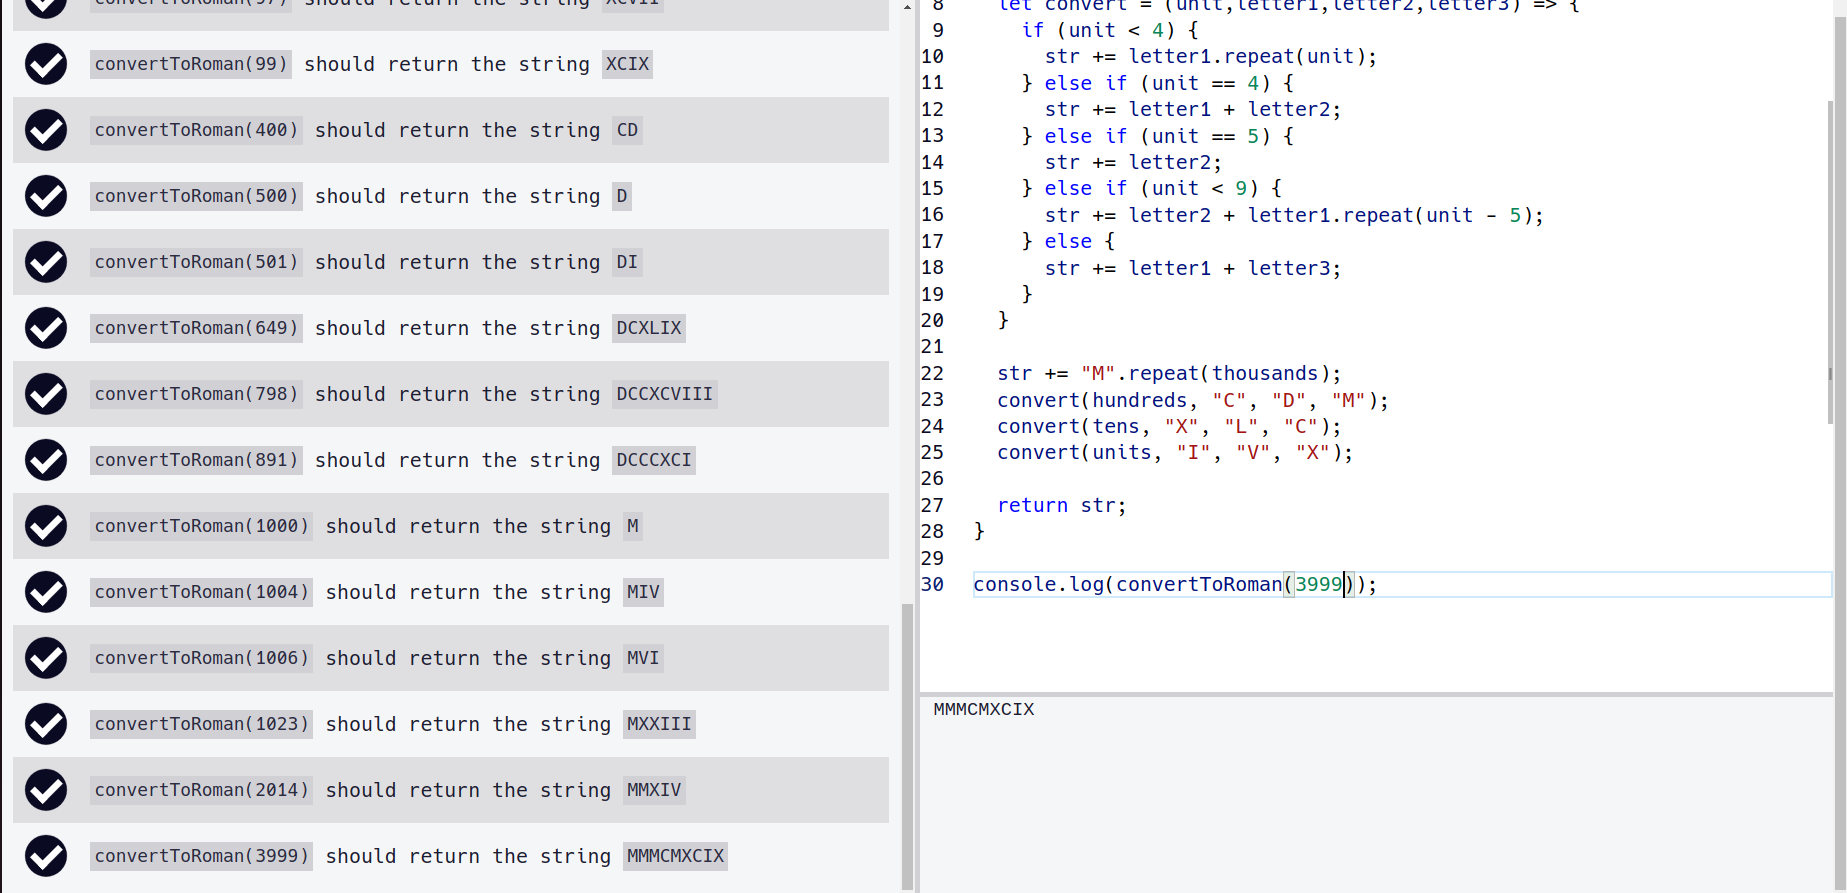 convertToRoman(97) should return the string XCVII
convertToRoman(99) should return the string XCIX
convertToRoman(400) should return the string CD
convertToRoman(500) should return the string D
convertToRoman(501) should return the string DI
convertToRoman(649) should return the string DCXLIX
convertToRoman(798) should return the string DCCXCVIII
convertToRoman(891) should return the string DCCCXCI
convertToRoman(1000) should return the string M
convertToRoman(1004) should return the string MIV
convertToRoman(1006) should return the string MVI
convertToRoman(1023) should return the string MXXIII
convertToRoman(2014) should return the string MMXIV
convertToRoman(3999) should return the string MMMCMXCIX
8 let convert = (unit,letter1,letter2,letter3) => {
9 if (unit < 4) {
10 str += letter1.repeat(unit);
11 } else if (unit == 4) {
12 str += letter1 + letter2;
13 } else if (unit == 5) {
14 str += letter2;
15 } else if (unit < 9) {
16 str += letter2 + letter1.repeat(unit - 5);
17 } else {
18 str += letter1 + letter3;
19 }
20 }
21
22 str += "M".repeat(thousands);
23 convert(hundreds, "C", "D", "M");
24 convert(tens, "X", "L", "C");
25 convert(units, "I", "V", "X");
26
27 return str;
28 }
29
30 console.log(convertToRoman(3999));
MMMCMXCIX